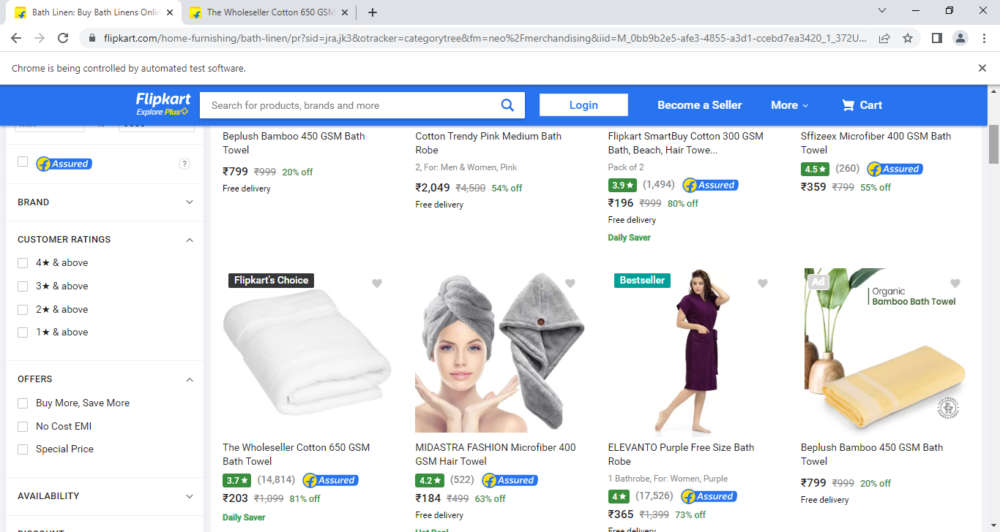 Bath Linen: Buy Bath Linens Onlin
The Wholeseller Cotton 650 GSM
flipkart.com/home-furnishing/bath-linen/pr?sid=jra,jk3&otracker=categorytree&fm=neo%2Fmerchandising&iid=M_0bb9b2e5-afe3-4855-a3d1-ccebd7ea3420_1_372U...
Chrome is being controlled by automated test software.
Flipkart
Explore Plus
Search for products, brands and more
Login
Become a Seller
More
Cart
Assured
?
BRAND
CUSTOMER RATINGS
4★ & above
3★ & above
2★ & above
1★ & above
OFFERS
Buy More, Save More
No Cost EMI
Special Price
AVAILABILITY
DISCOUNT
Beplush Bamboo 450 GSM Bath
Towel
₹799 ₹999 20% off
Free delivery
Cotton Trendy Pink Medium Bath
Robe
2, For: Men & Women, Pink
₹2,049 ₹4,500 54% off
Free delivery
Flipkart SmartBuy Cotton 300 GSM
Bath, Beach, Hair Towe...
Pack of 2
3.9★ (1,494) Assured
₹196 ₹999 80% off
Free delivery
Daily Saver
Sffizeex Microfiber 400 GSM Bath
Towel
4.5★ (260) Assured
₹359 ₹799 55% off
Flipkart's Choice
The Wholeseller Cotton 650 GSM
Bath Towel
3.7★ (14,814) Assured
₹203 ₹1,099 81% off
Daily Saver
MIDASTRA FASHION Microfiber 400
GSM Hair Towel
4.2★ (522) Assured
₹184 ₹499 63% off
Free delivery
Hot Deal
Bestseller
ELEVANTO Purple Free Size Bath
Robe
1 Bathrobe, For: Women, Purple
4★ (17,526) Assured
₹365 ₹1,399 73% off
Free delivery
Ad
Organic
Bamboo Bath Towel
Beplush Bamboo 450 GSM Bath
Towel
₹799 ₹999 20% off
Free delivery